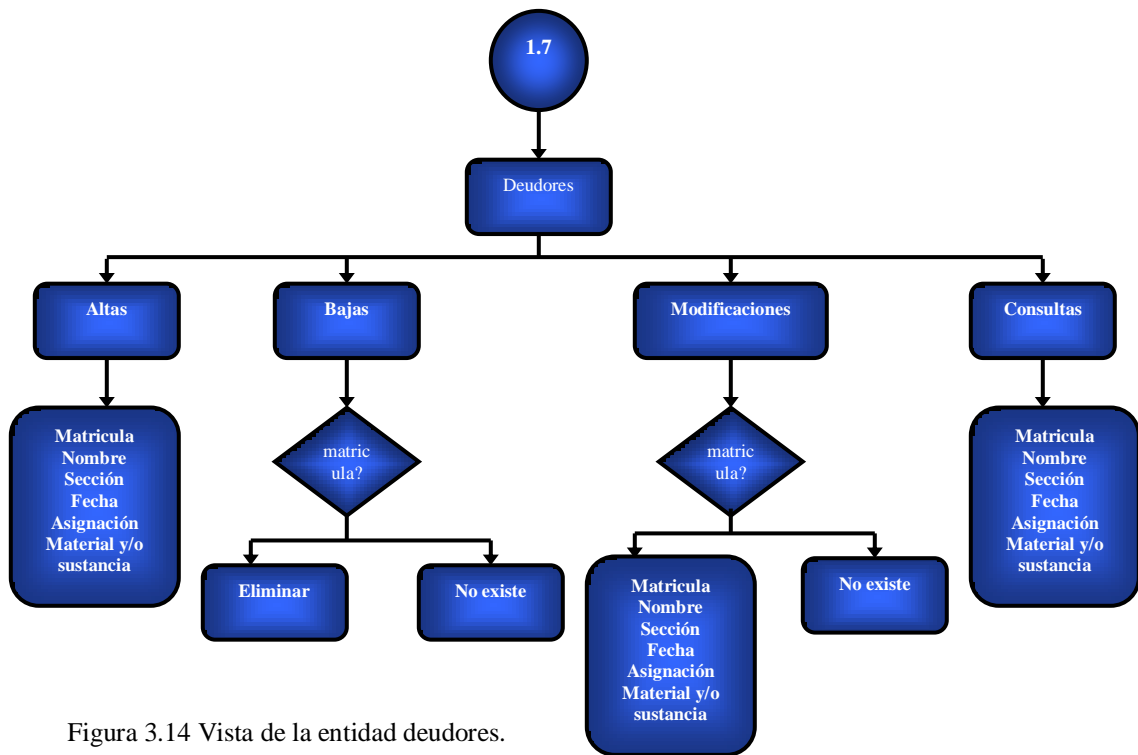 1.7
Deudores
Altas
Bajas
Modificaciones
Consultas
Matricula
Nombre
Sección
Fecha
Asignación
Material y/o
sustancia
matric
ula?
matric
ula?
Matricula
Nombre
Sección
Fecha
Asignación
Material y/o
sustancia
Eliminar
No existe
Matricula
Nombre
Sección
Fecha
Asignación
Material y/o
sustancia
No existe
Figura 3.14 Vista de la entidad deudores.